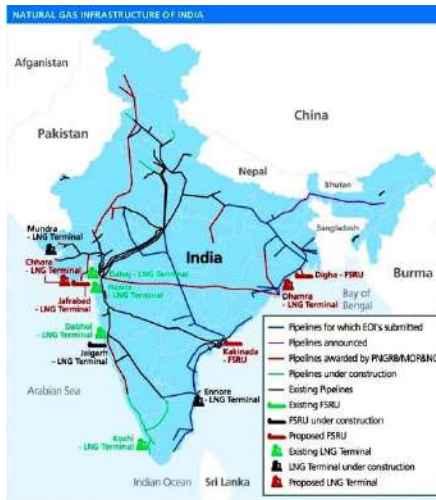 NATURAL GAS INFRASTRUCTURE OF INDIA
Afganistan
China
Pakistan
Nepal
Bhutan
Bangladesh
Mundra
- LNG Terminal
India
Burma
Chhara
- LNG Terminal
Dahej - LNG Terminal
Digha - FSRU
Hazira
- LNG Terminal
Jafrabad
- LNG Terminal
Dhamra
- LNG Terminal
Bay of
Bengal
Dabhol
- LNG Terminal
Jaigarh
- LNG Terminal
Kakinada
- FSRU
Arabian Sea
Ennore
- LNG Terminal
Kochi
- LNG Terminal
Indian Ocean
Sri Lanka
Pipelines for which EOI's submitted
Pipelines announced
Pipelines awarded by PNGRB/MOP&NG
Pipelines under construction
Existing Pipelines
Existing FSRU
FSRU under construction
Proposed FSRU
Existing LNG Terminal
LNG Terminal under construction
Proposed LNG Terminal